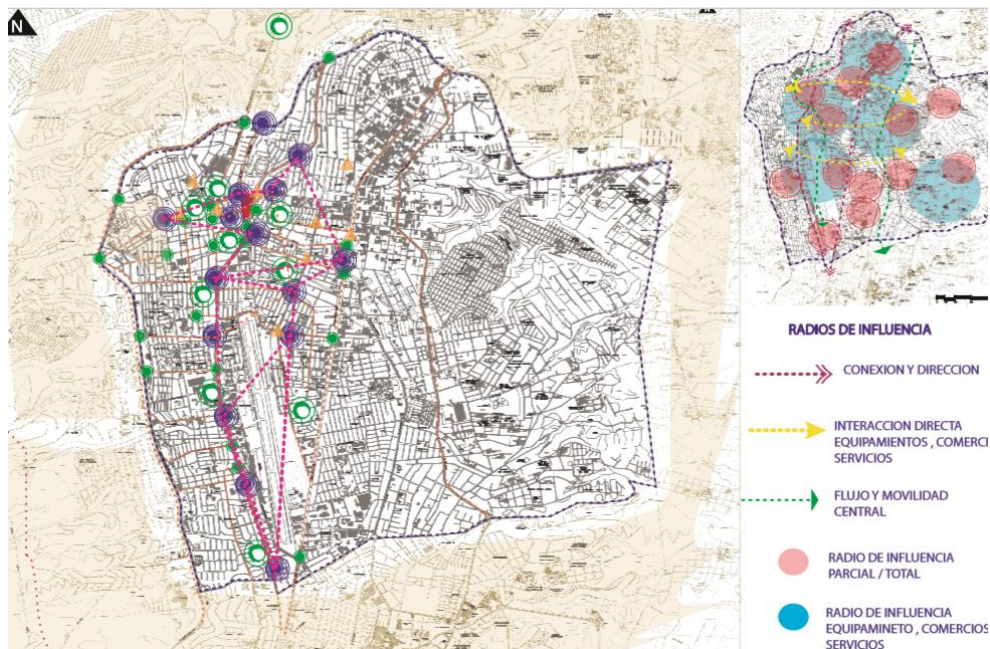 N
RADIOS DE INFLUENCIA
CONEXION Y DIRECCION
INTERACCION DIRECTA
EQUIPAMIENTOS , COMERCI
SERVICIOS
FLUJO Y MOVILIDAD
CENTRAL
RADIO DE INFLUENCIA
PARCIAL / TOTAL
RADIO DE INFLUENCIA
EQUIPAMINETO , COMERCIOS
SERVICIOS